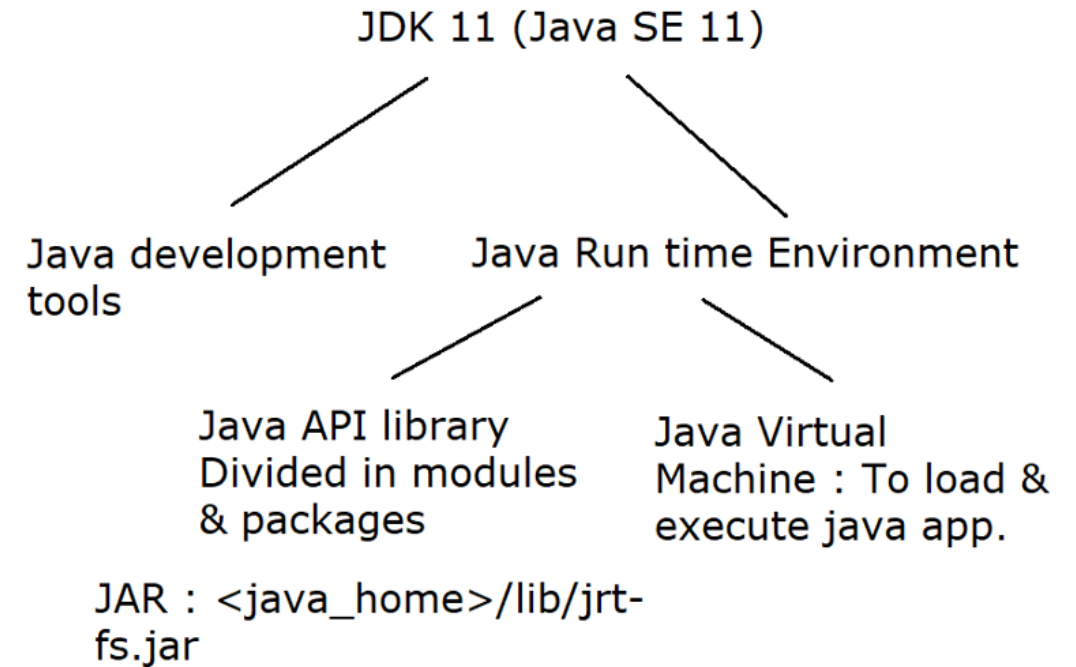 JDK 11 (Java SE 11)
Java development
tools
Java Run time Environment
Java API library
Divided in modules
& packages
Java Virtual
Machine : To load &
execute java app.
JAR : <java_home>/lib/jrt-
fs.jar